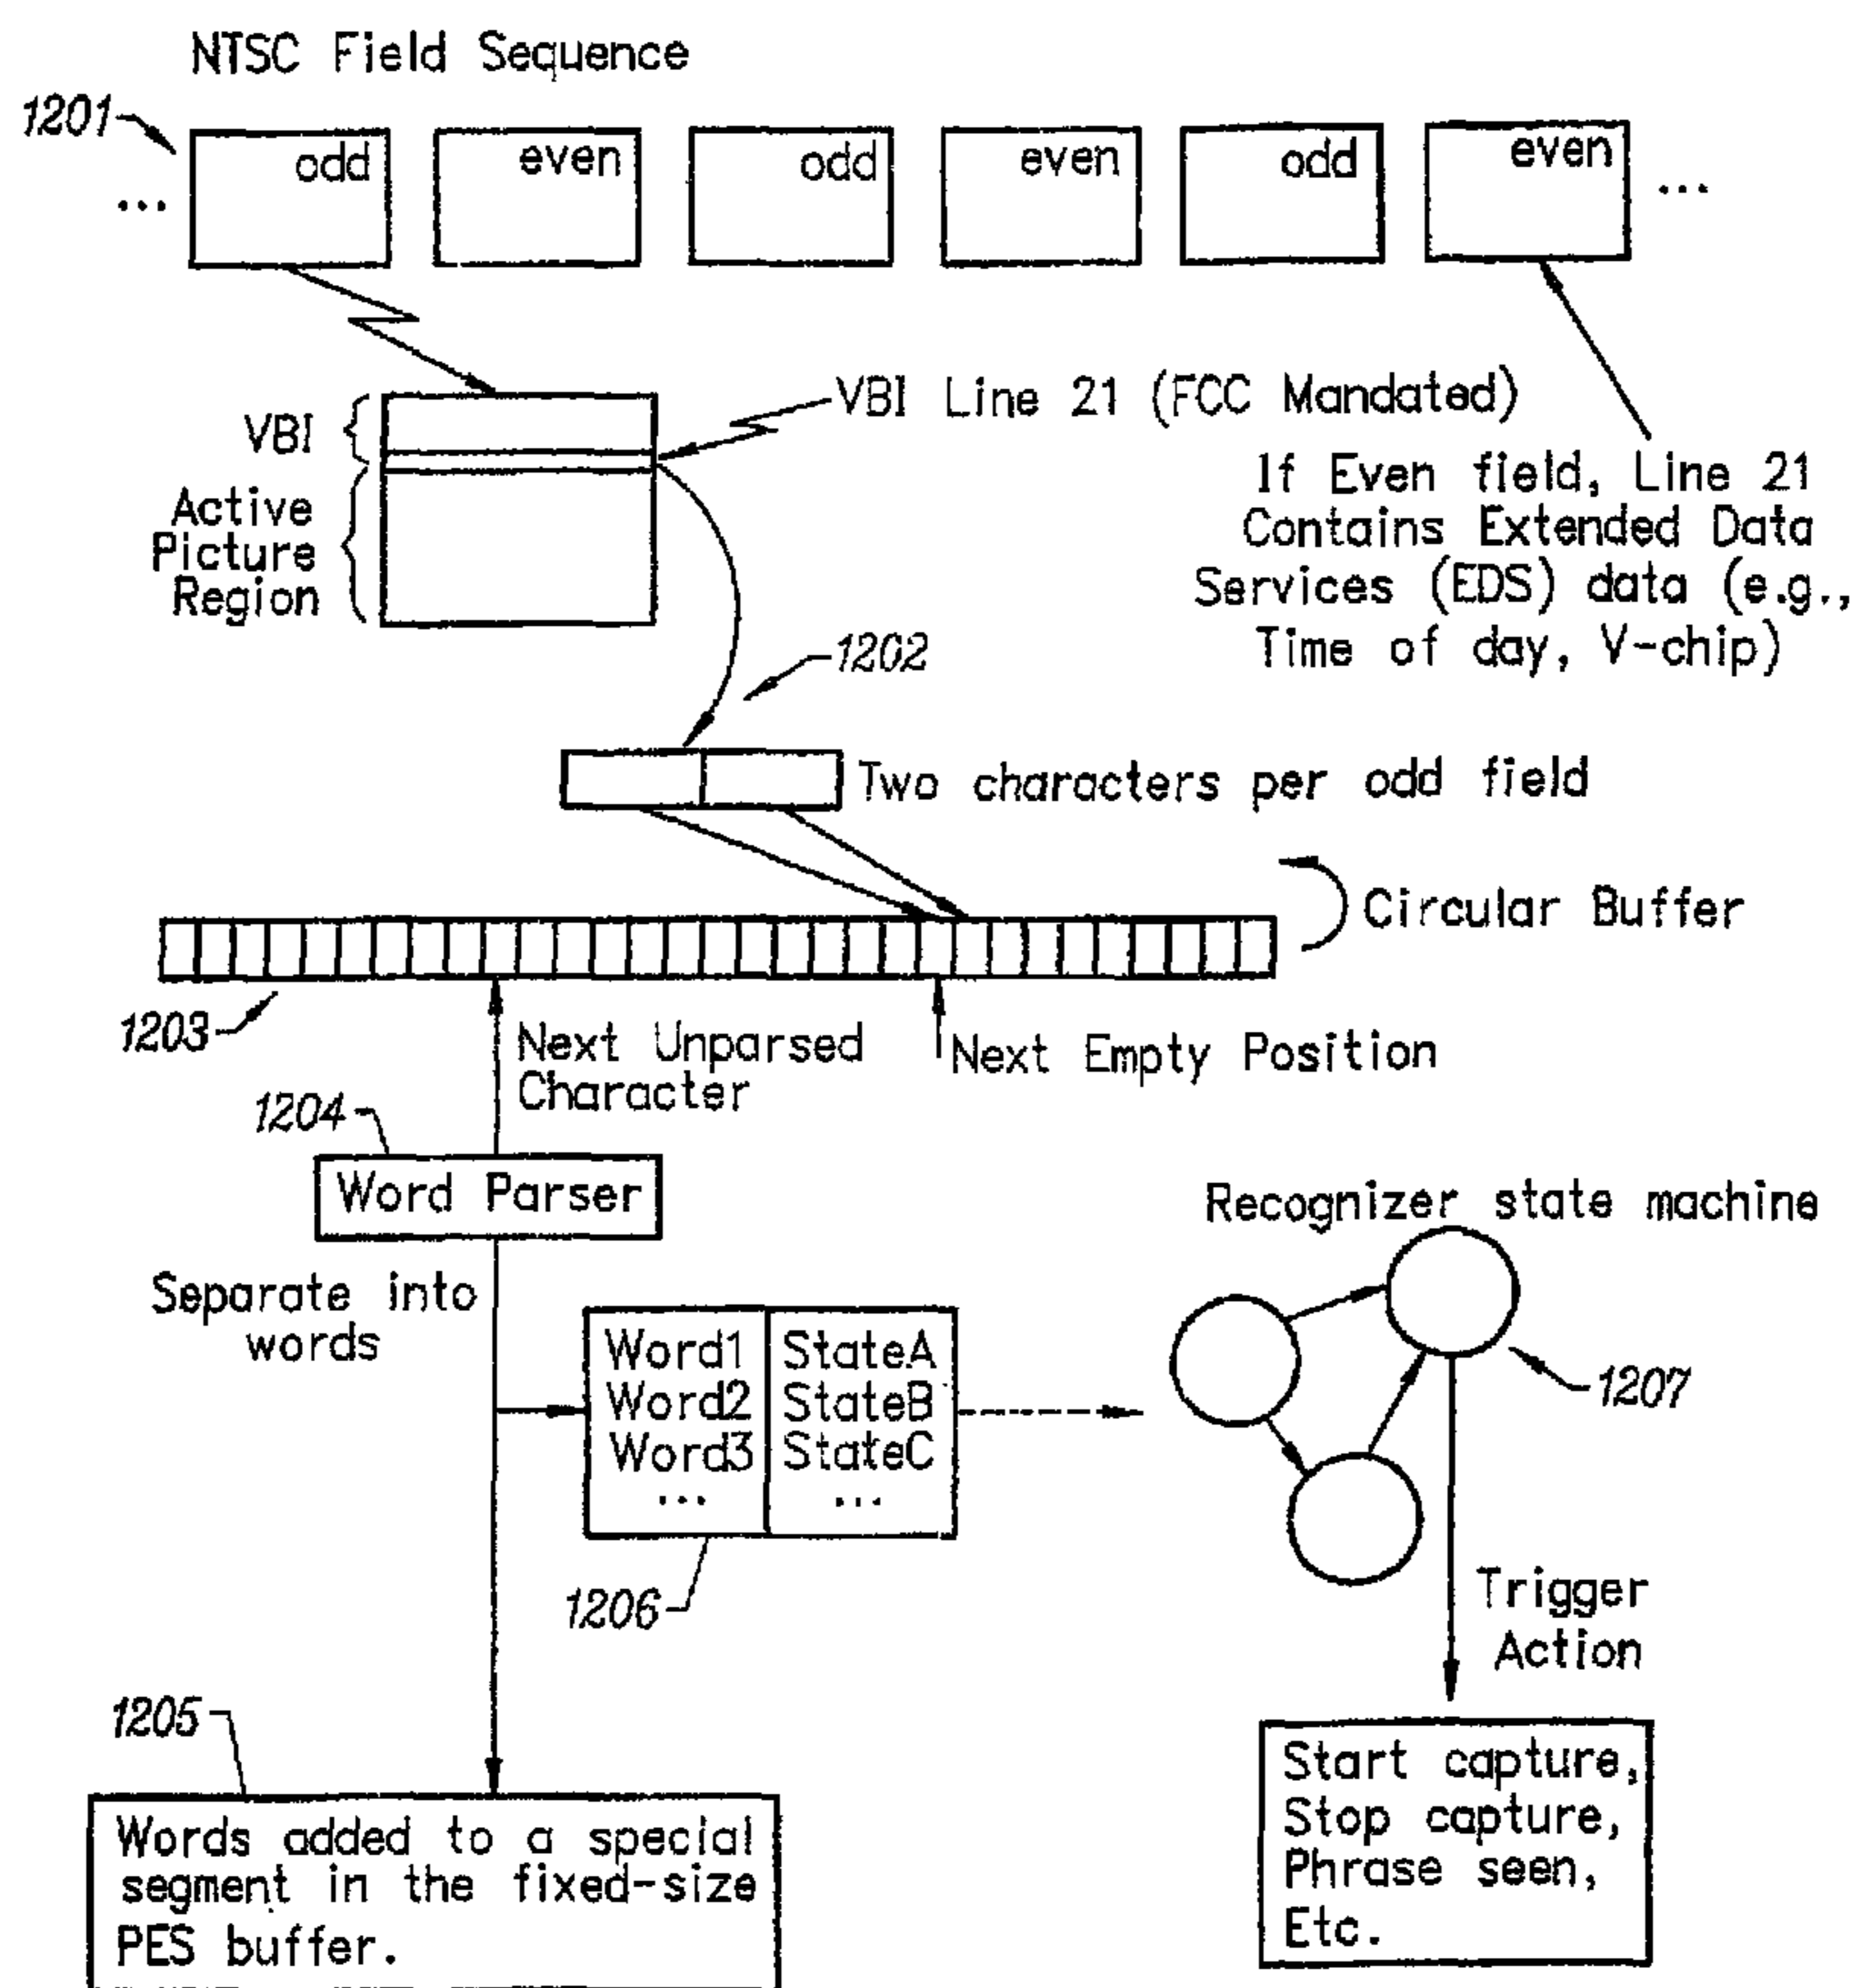 NTSC Field Sequence
1201
odd
even
odd
even
odd
even
...
...
VBI
VBI Line 21 (FCC Mandated)
Active
Picture
Region
If Even field, Line 21
Contains Extended Data
Services (EDS) data (e.g.,
Time of day, V-chip)
1202
Two characters per odd field
Circular Buffer
1203
Next Unparsed
Character
Next Empty Position
1204
Word Parser
Separate into
words
Word1 StateA
Word2 StateB
Word3 StateC
... ...
1206
Recognizer state machine
1207
Trigger
Action
1205
Words added to a special
segment in the fixed-size
PES buffer.
Start capture,
Stop capture,
Phrase seen,
Etc.